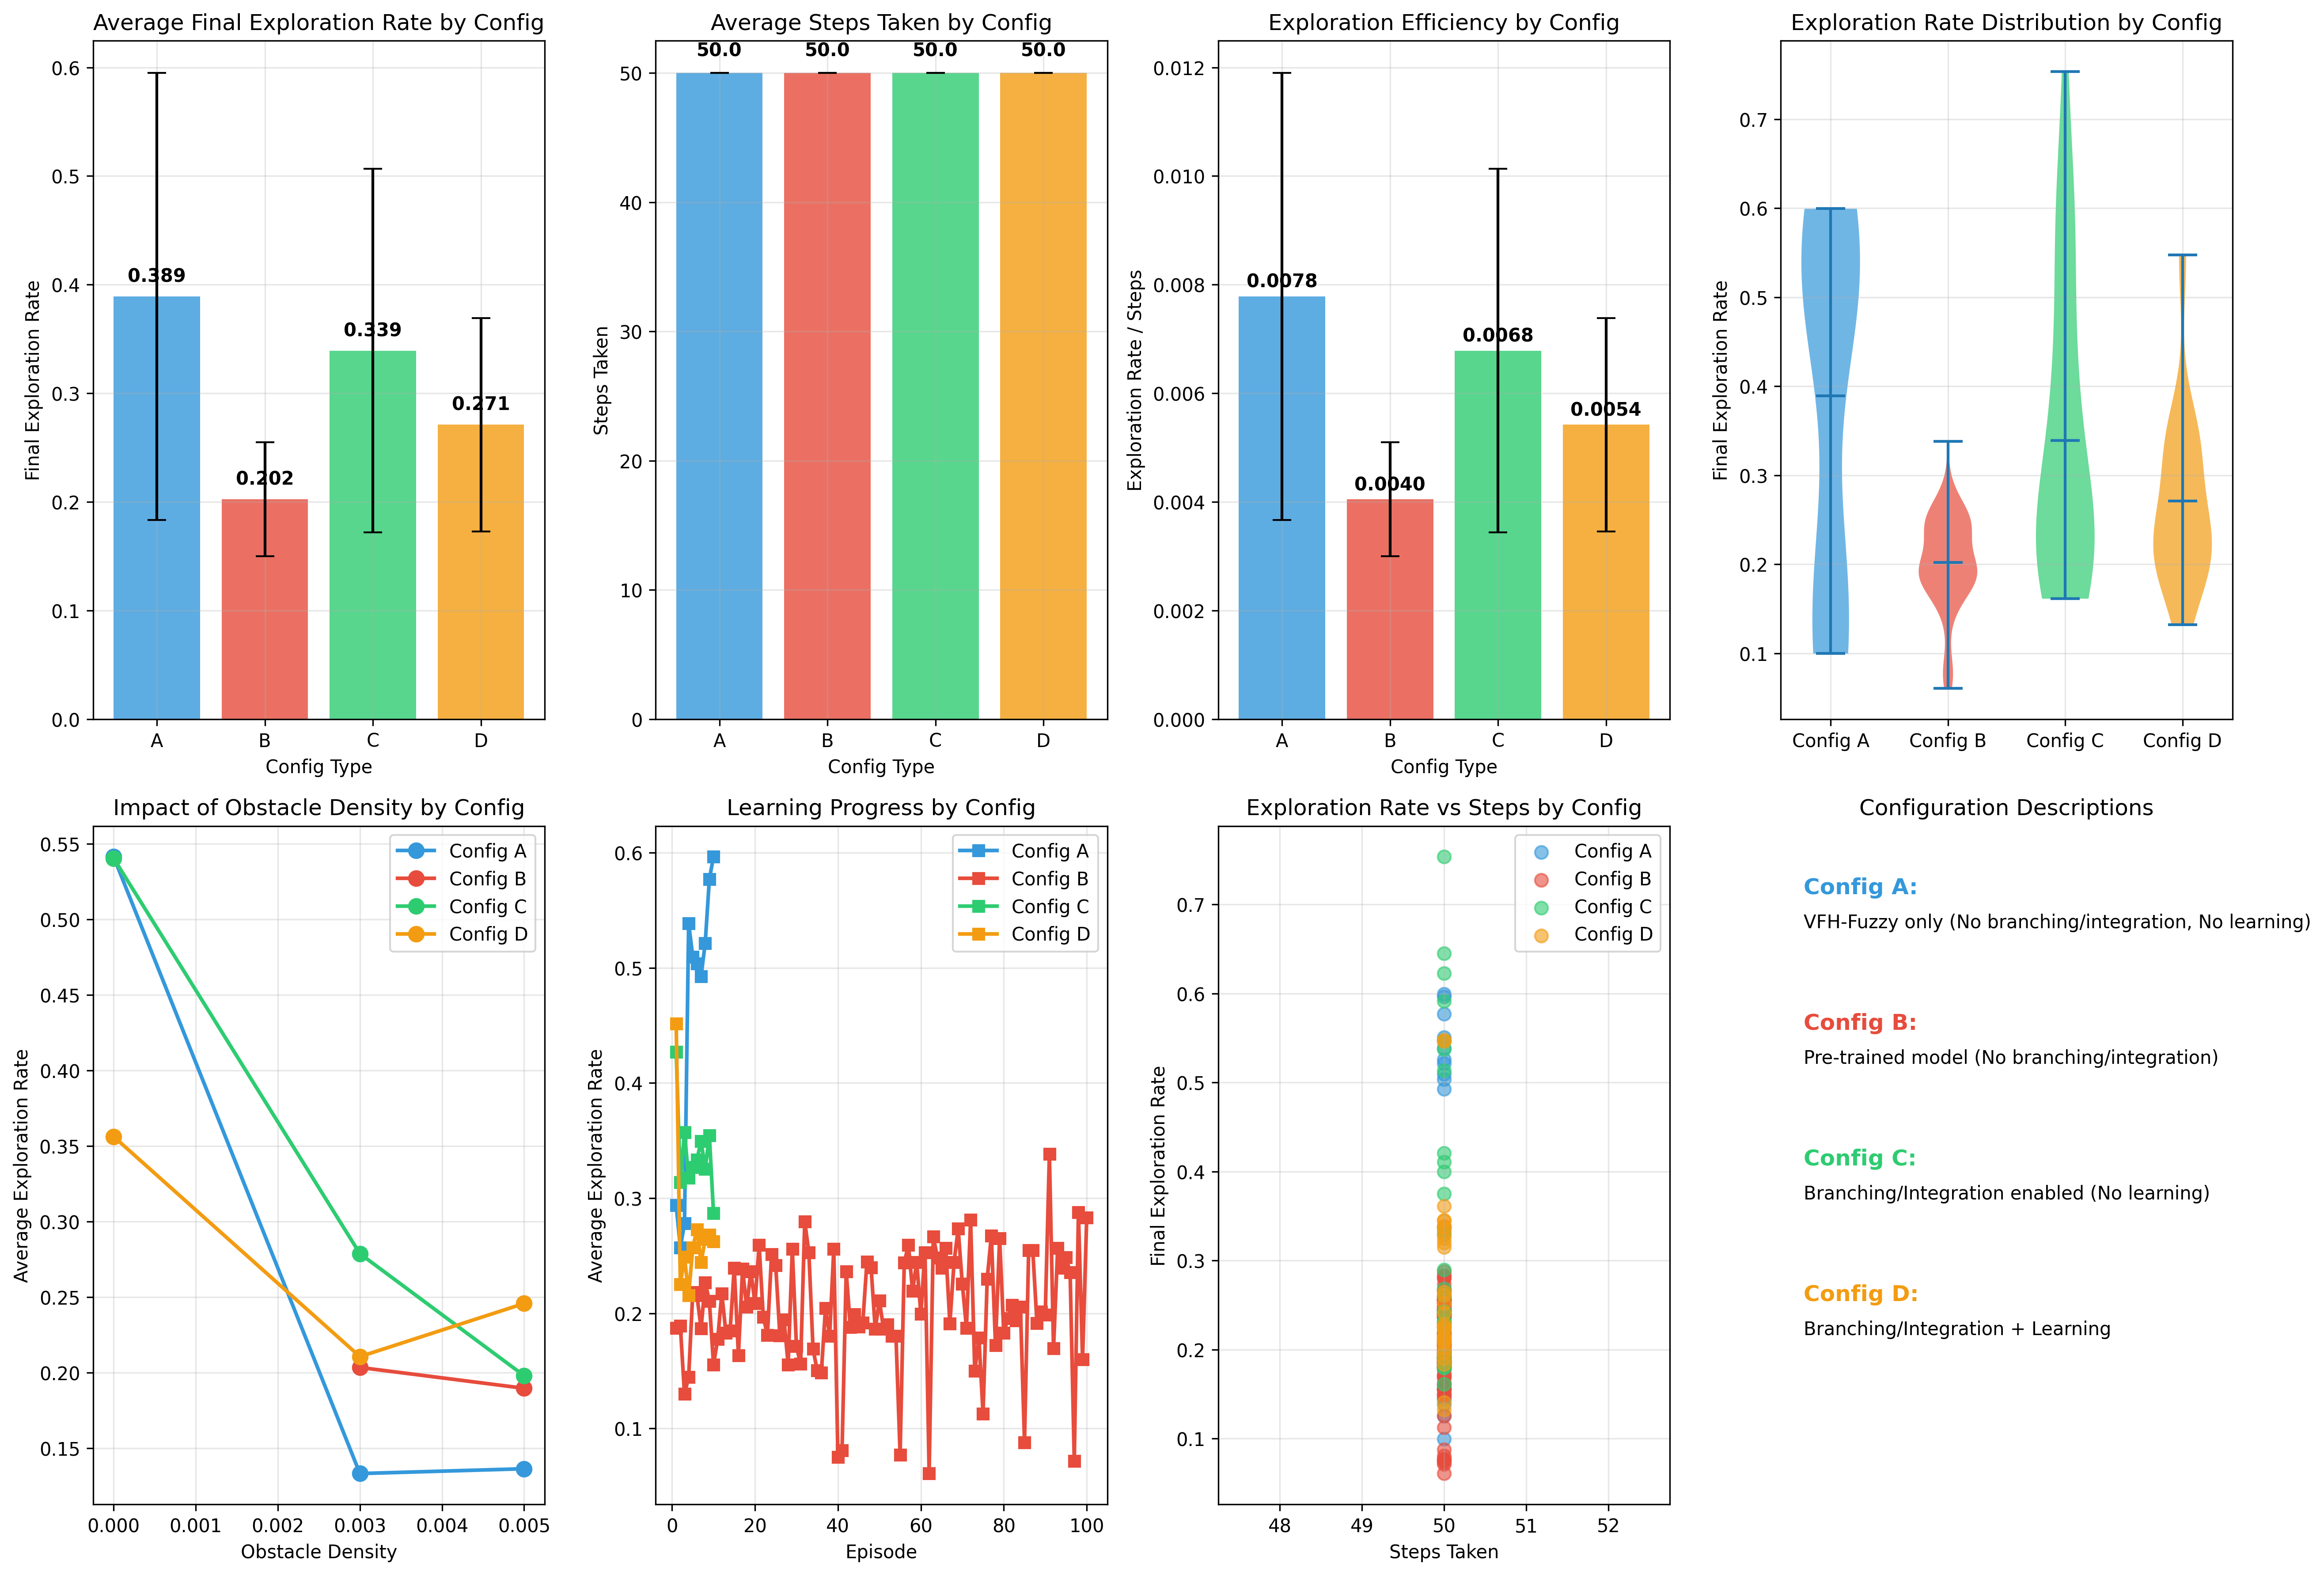 Average Final Exploration Rate by Config
Final Exploration Rate
0.6
0.5
0.4
0.3
0.2
0.1
0.0
0.389
0.202
0.339
0.271
A B C D
Config Type
Average Steps Taken by Config
Steps Taken
50
40
30
20
10
0
50.0 50.0 50.0 50.0
A B C D
Config Type
Exploration Efficiency by Config
Exploration Rate / Steps
0.012
0.010
0.008
0.006
0.004
0.002
0.000
0.0078
0.0040
0.0068
0.0054
A B C D
Config Type
Exploration Rate Distribution by Config
Final Exploration Rate
0.7
0.6
0.5
0.4
0.3
0.2
0.1
Config A Config B Config C Config D
Impact of Obstacle Density by Config
Average Exploration Rate
0.55
0.50
0.45
0.40
0.35
0.30
0.25
0.20
0.15
Config A
Config B
Config C
Config D
0.000 0.001 0.002 0.003 0.004 0.005
Obstacle Density
Learning Progress by Config
Average Exploration Rate
0.6
0.5
0.4
0.3
0.2
0.1
Config A
Config B
Config C
Config D
0 20 40 60 80 100
Episode
Exploration Rate vs Steps by Config
Final Exploration Rate
0.7
0.6
0.5
0.4
0.3
0.2
0.1
Config A
Config B
Config C
Config D
48 49 50 51 52
Steps Taken
Configuration Descriptions
Config A:
VFH-Fuzzy only (No branching/integration, No learning)
Config B:
Pre-trained model (No branching/integration)
Config C:
Branching/Integration enabled (No learning)
Config D:
Branching/Integration + Learning